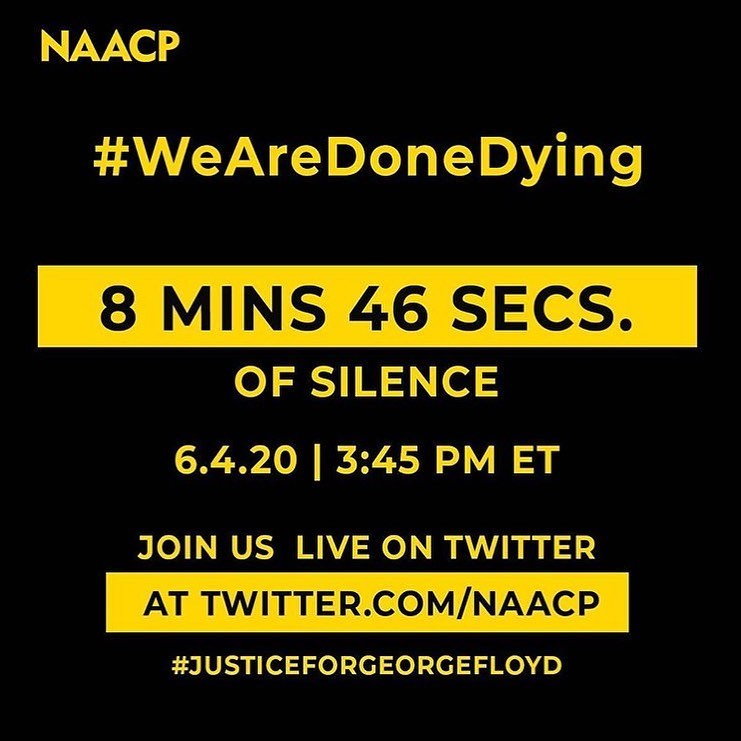 NAACP
#WeAreDoneDying
8 MINS 46 SECS.
OF SILENCE
6.4.20 | 3:45 PM ET
JOIN US LIVE ON TWITTER
AT TWITTER.COM/NAACP
#JUSTICEFORGEORGEFLOYD